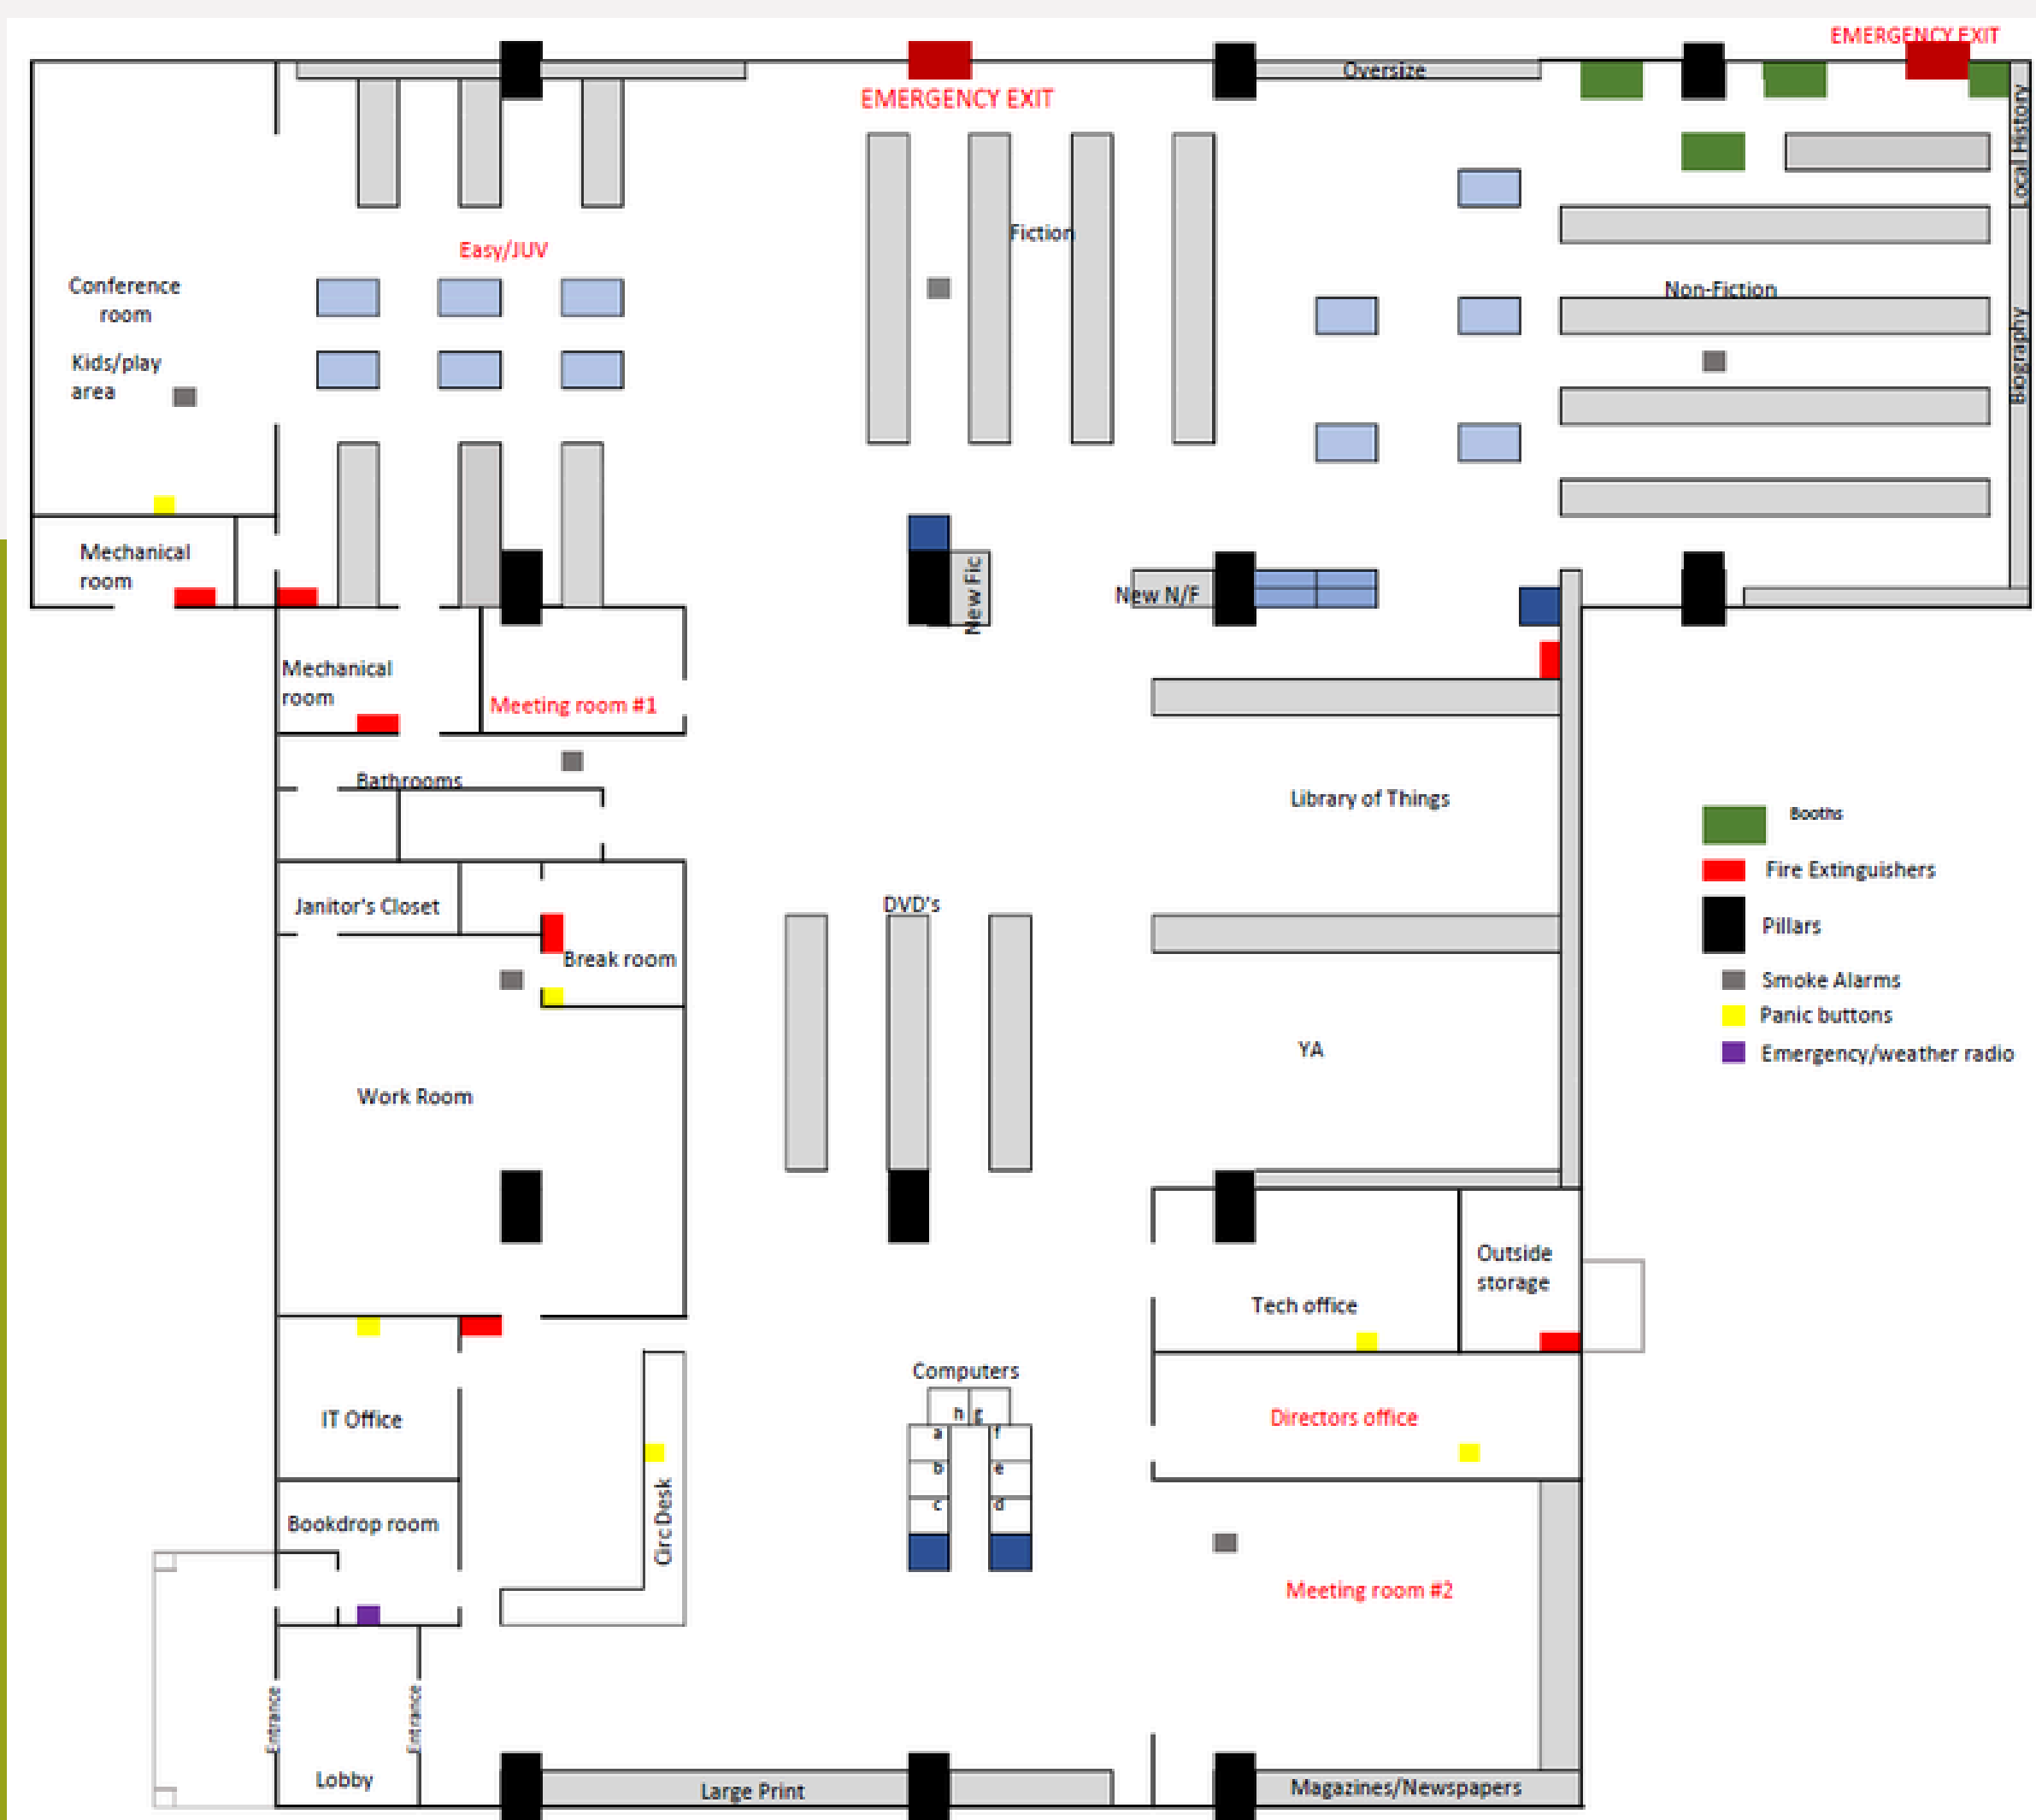 EMERGENCY EXIT
Oversize
EMERGENCY EXIT
Local History
Fiction
Easy/JUV
Conference
room
Non-Fiction
Biography
Kids/play
area
Mechanical
room
New Fic
New N/F
Mechanical
room
Meeting room #1
Bathrooms
Library of Things
Booths
Fire Extinguishers
Janitor's Closet
DVD's
Pillars
Break room
Smoke Alarms
Panic buttons
YA
Emergency/weather radio
Work Room
Outside
storage
Tech office
Computers
h g
a f
b e
c d
IT Office
Directors office
Circ Desk
Bookdrop room
Meeting room #2
Entrance
Entrance
Lobby
Large Print
Magazines/Newspapers